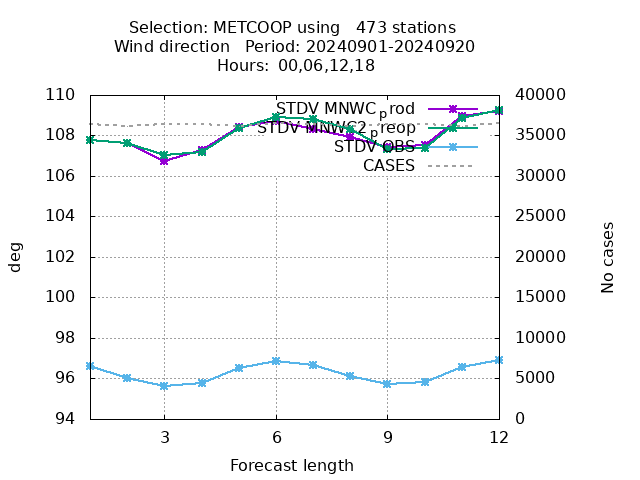 Selection: METCOOP using   473 stations
Wind direction   Period: 20240901-20240920
Hours:  00,06,12,18
110
108
106
104
102
100
98
96
94
deg
40000
35000
30000
25000
20000
15000
10000
5000
0
No cases
STDV MNWC_prod
STDV MNWS2_preop
STDV OBS
CASES
3
6
9
12
Forecast length